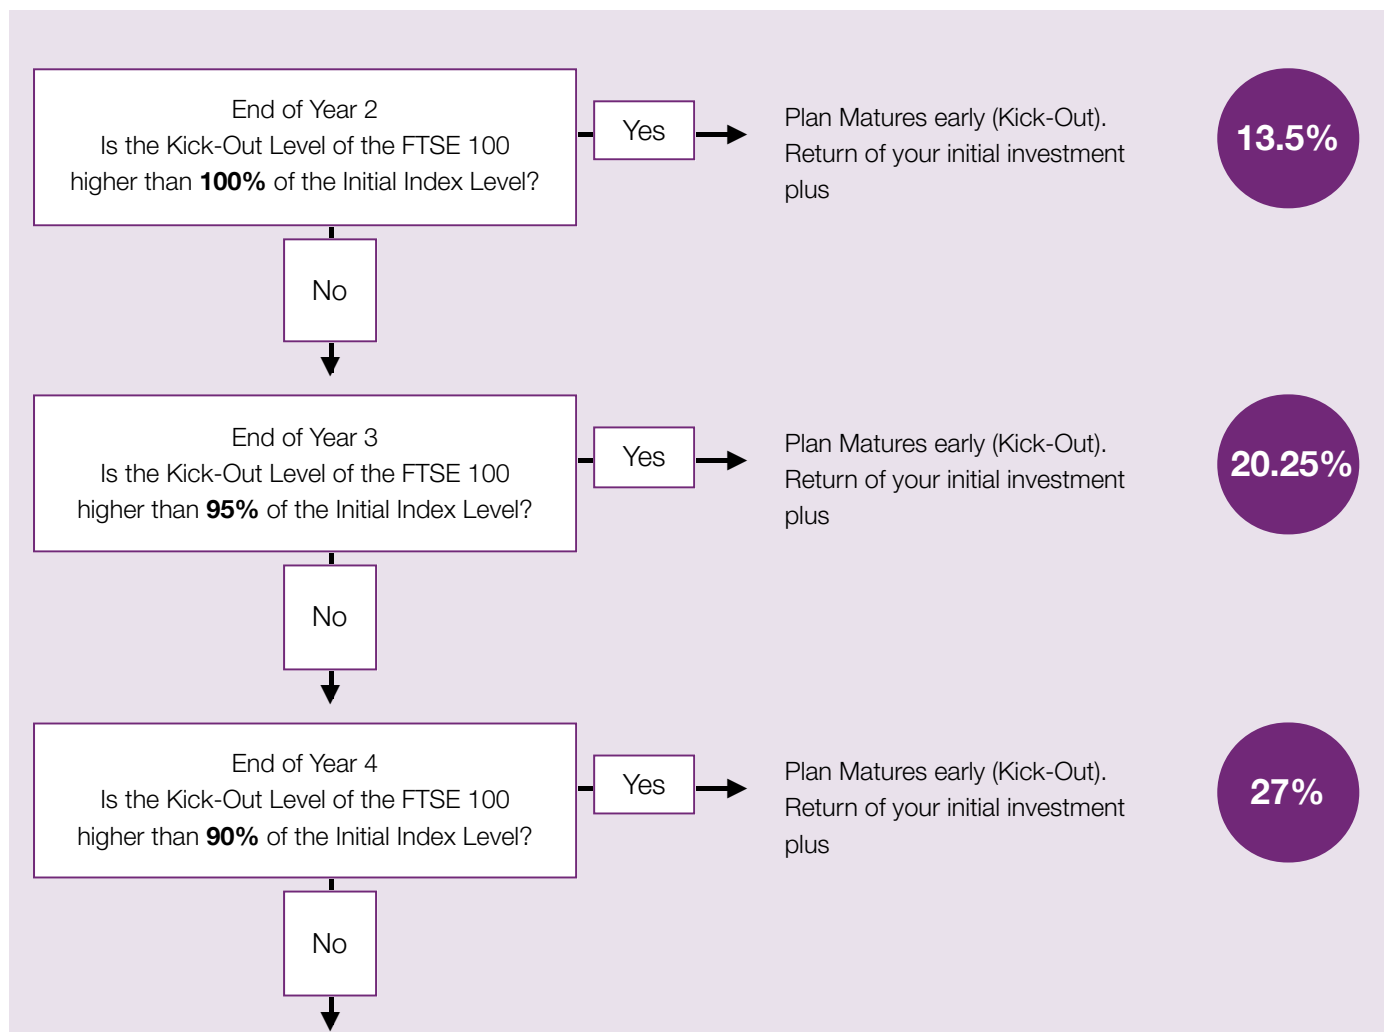 End of Year 2
Is the Kick-Out Level of the FTSE 100
higher than 100% of the Initial Index Level?
Yes
Plan Matures early (Kick-Out).
Return of your initial investment
plus
13.5%
No
End of Year 3
Is the Kick-Out Level of the FTSE 100
higher than 95% of the Initial Index Level?
Yes
Plan Matures early (Kick-Out).
Return of your initial investment
plus
20.25%
No
End of Year 4
Is the Kick-Out Level of the FTSE 100
higher than 90% of the Initial Index Level?
Yes
Plan Matures early (Kick-Out).
Return of your initial investment
plus
27%
No